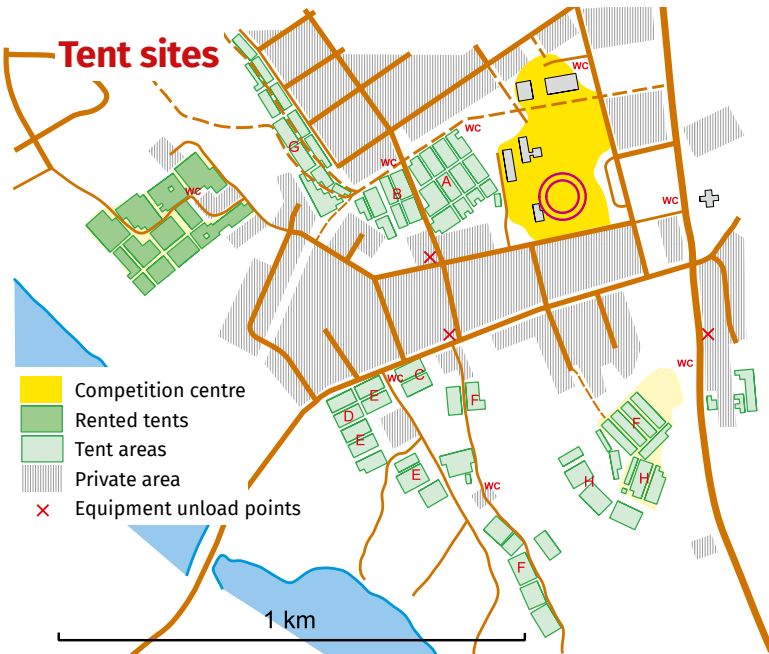 Tent sites
WC
WC
WC
G
A
B
WC
WC
WC
WC
C
E
D
F
E
F
E
H
H
WC
F
Competition centre
Rented tents
Tent areas
Private area
Equipment unload points
1 km